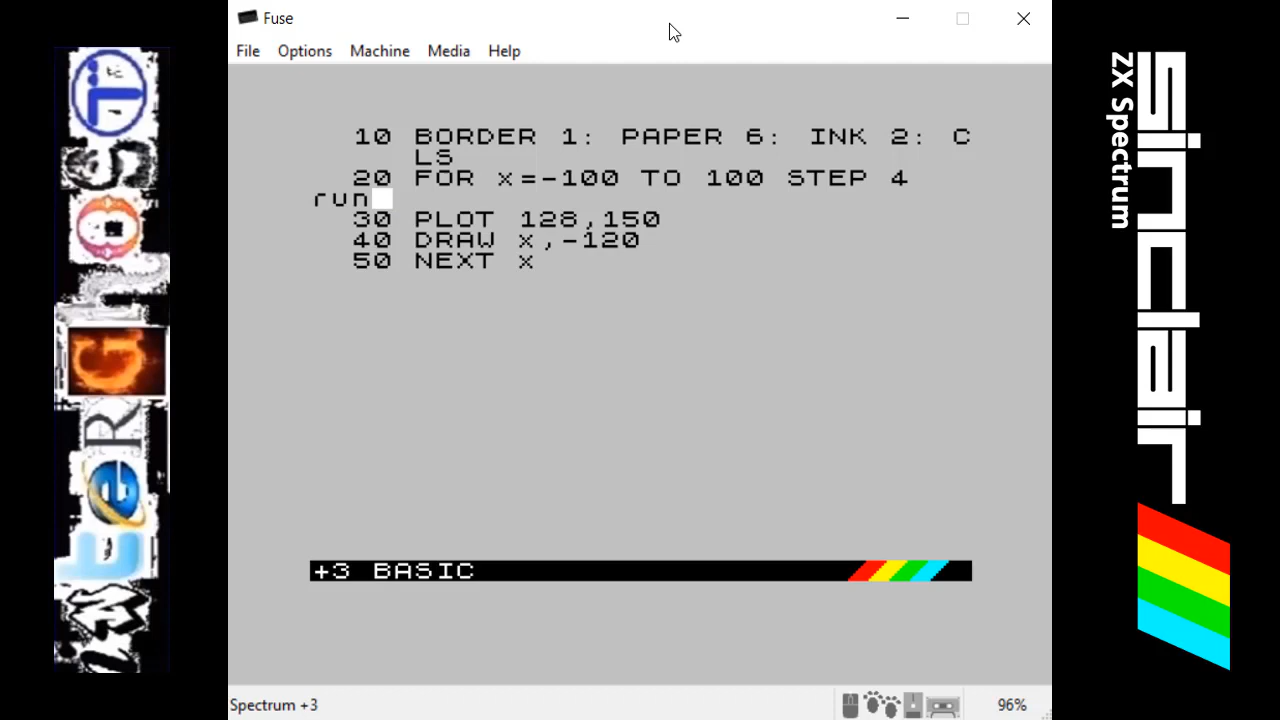 Fuse
File Options Machine Media Help
10 BORDER 1: PAPER 6: INK 2: C
LS
20 FOR x=-100 TO 100 STEP 4
run
30 PLOT 128,150
40 DRAW x,-120
50 NEXT x
+3 BASIC
Spectrum +3
96%
sinclair
ZX Spectrum